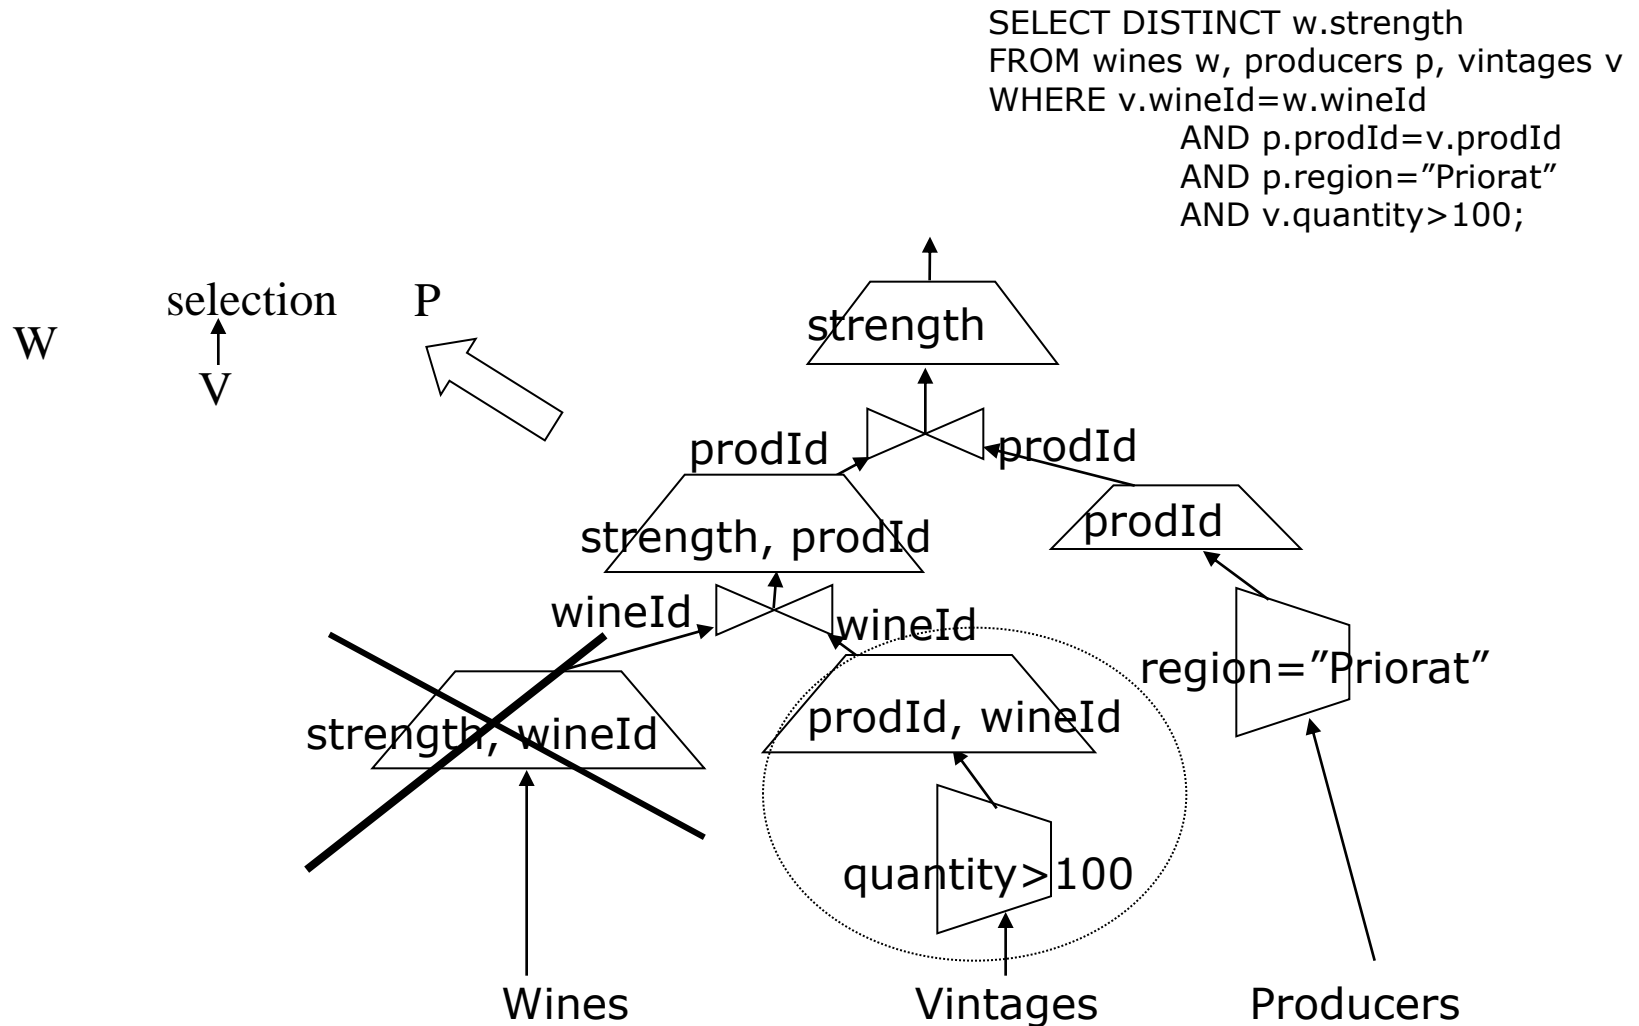 SELECT DISTINCT w.strength
FROM wines w, producers p, vintages v
WHERE v.wineId=w.wineId
AND p.prodId=v.prodId
AND p.region=”Priorat”
AND v.quantity>100;
selection
P
W
V
strength
prodId
prodId
strength, prodId
prodId
wineId
wineId
region=”Priorat”
strength, wineId
prodId, wineId
quantity>100
Wines
Vintages
Producers